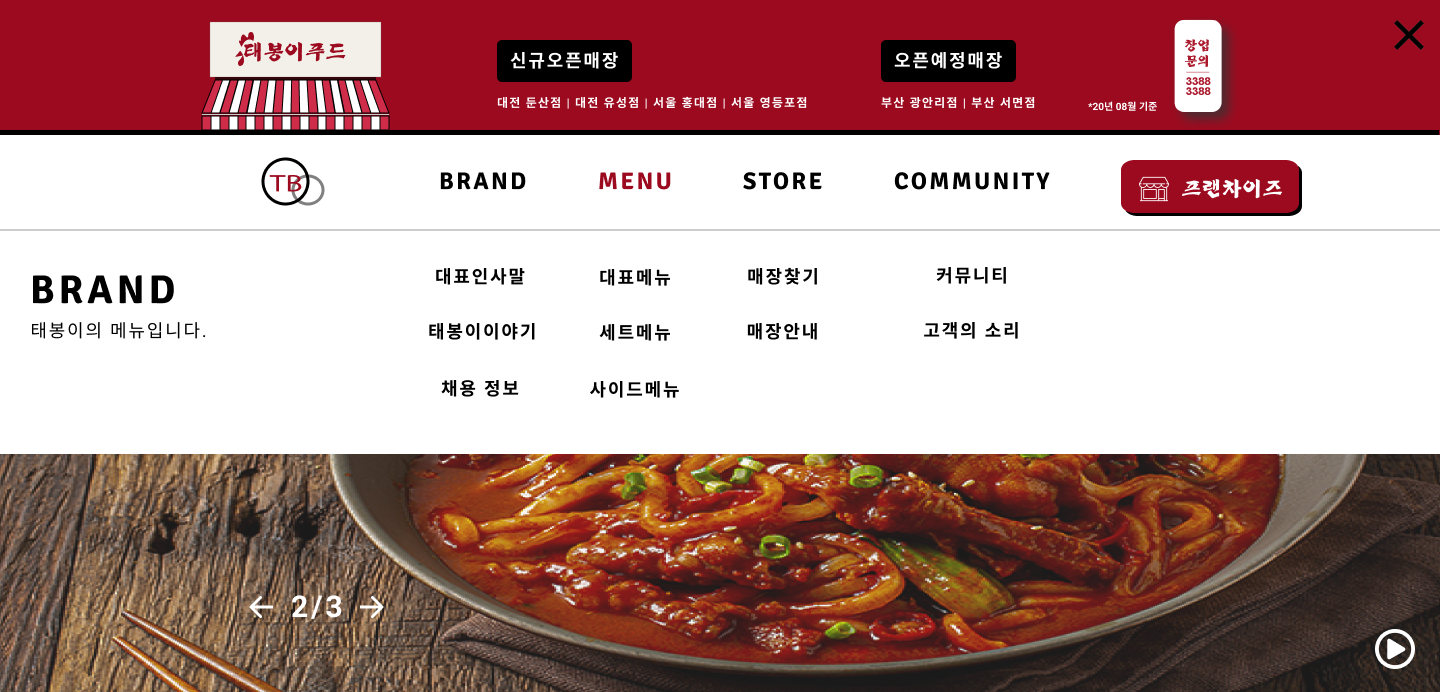 태봉이푸드
신규오픈매장
대전 둔산점 | 대전 유성점 | 서울 홍대점 | 서울 영등포점
오픈예정매장
부산 광안리점 | 부산 서면점
*20년 08월 기준
창업
문의
3388
3388
TB
BRAND
MENU
STORE
COMMUNITY
프랜차이즈
BRAND
태봉이의 메뉴입니다.
대표인사말
대표메뉴
매장찾기
커뮤니티
태봉이이야기
세트메뉴
매장안내
고객의 소리
채용 정보
사이드메뉴
2/3